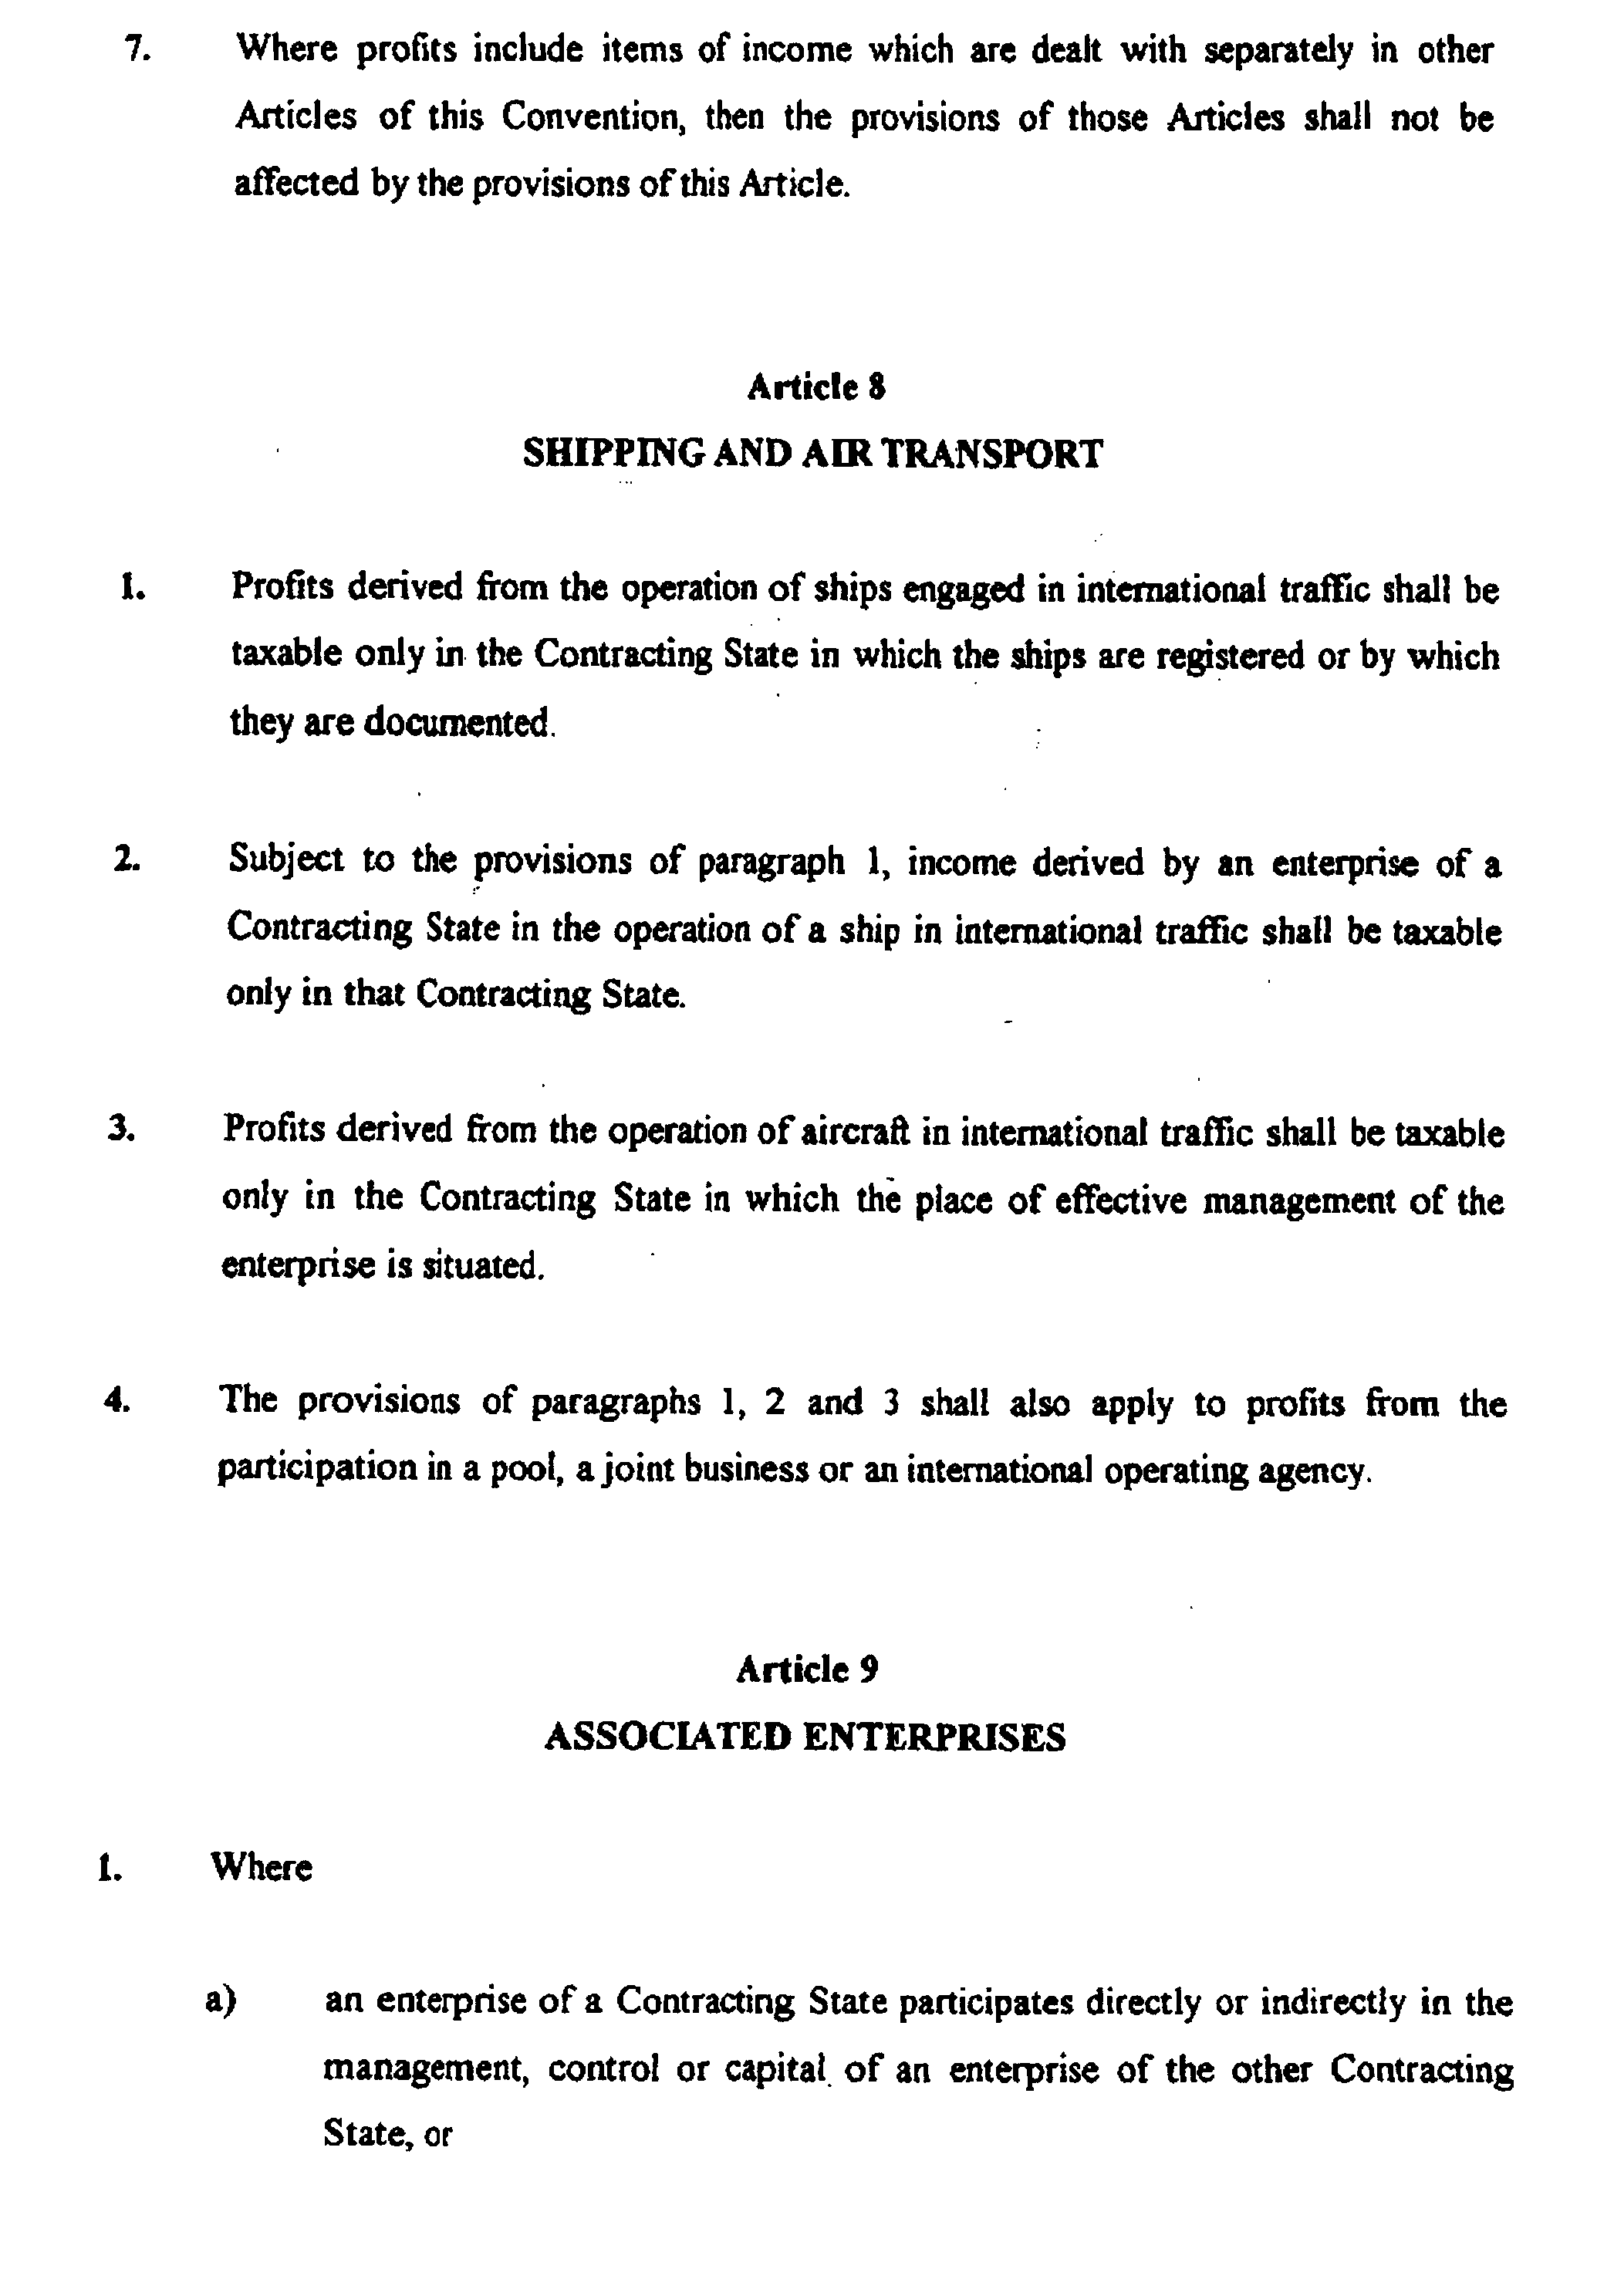 7. Where profits include items of income which are dealt with separately in other
Articles of this Convention, then the provisions of those Articles shall not be
affected by the provisions of this Article.
Article 8
SHIPPING AND AIR TRANSPORT
1. Profits derived from the operation of ships engaged in international traffic shall be
taxable only in the Contracting State in which the ships are registered or by which
they are documented.
2. Subject to the provisions of paragraph 1, income derived by an enterprise of a
Contracting State in the operation of a ship in international traffic shall be taxable
only in that Contracting State.
3. Profits derived from the operation of aircraft in international traffic shall be taxable
only in the Contracting State in which the place of effective management of the
enterprise is situated.
4. The provisions of paragraphs 1, 2 and 3 shall also apply to profits from the
participation in a pool, a joint business or an international operating agency.
Article 9
ASSOCIATED ENTERPRISES
1. Where
a) an enterprise of a Contracting State participates directly or indirectly in the
management, control or capital of an enterprise of the other Contracting
State, or